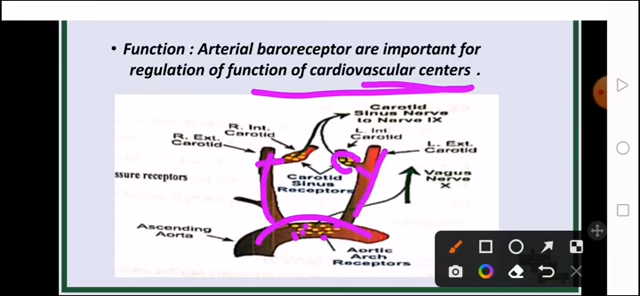 • Function : Arterial baroreceptor are important for
regulation of function of cardiovascular centers .
Carotid
Sinus Nerve
to Nerve IX
R. Int.
Carotid
L. Int
Carotid
R. Ext.
Carotid
L. Ext.
Carotid
ssure receptors
Carotid
Sinus
Receptors
Vagus
Nerve
X
Ascending
Aorta
Aortic
Arch
Receptors